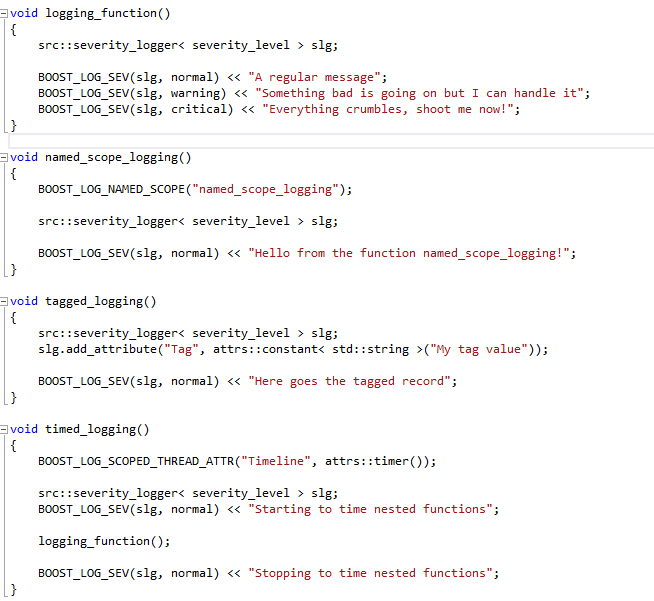 void logging_function()
{
    src::severity_logger< severity_level > slg;

    BOOST_LOG_SEV(slg, normal) << "A regular message";
    BOOST_LOG_SEV(slg, warning) << "Something bad is going on but I can handle it";
    BOOST_LOG_SEV(slg, critical) << "Everything crumbles, shoot me now!";
}

void named_scope_logging()
{
    BOOST_LOG_NAMED_SCOPE("named_scope_logging");

    src::severity_logger< severity_level > slg;

    BOOST_LOG_SEV(slg, normal) << "Hello from the function named_scope_logging!";
}

void tagged_logging()
{
    src::severity_logger< severity_level > slg;
    slg.add_attribute("Tag", attrs::constant< std::string >("My tag value"));

    BOOST_LOG_SEV(slg, normal) << "Here goes the tagged record";
}

void timed_logging()
{
    BOOST_LOG_SCOPED_THREAD_ATTR("Timeline", attrs::timer());

    src::severity_logger< severity_level > slg;
    BOOST_LOG_SEV(slg, normal) << "Starting to time nested functions";

    logging_function();

    BOOST_LOG_SEV(slg, normal) << "Stopping to time nested functions";
}